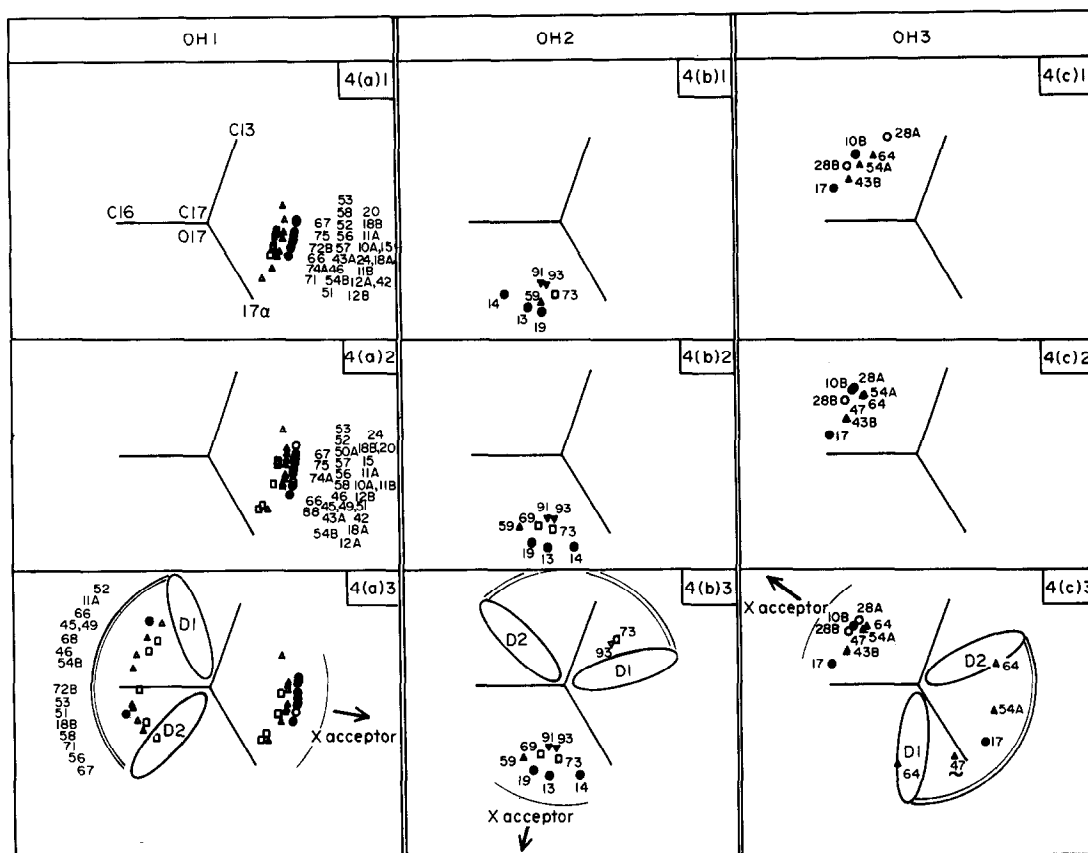 OH1
OH2
OH3
4(a)1
C13
C16
C17
O17
17α
53
58 20
67 52 18B
75 56 11A
72B 57 10A,15
66 43A 24,18A
74A 46 11B
71 54B 12A,42
51 12B
4(b)1
91 93
59 73
14
13
19
4(c)1
28A
10B
64
28B 54A
43B
17
4(a)2
53
52 24
67 50A 18B,20
75 57 15
74A 56 11A
58 10A,11B
46 12B
66 45,49,51
88 43A 42
54B 18A
12A
4(b)2
91 93
69
59 73
19 13 14
4(c)2
10B 28A
54A
28B 64
47
43B
17
4(a)3
52
11A
66
45,49
68
46
54B
72B
53
51
18B
58
71
56
67
D1
D2
X acceptor
4(b)3
D2
D1
73
93
91 93
69
59 73
19 13 14
X acceptor
4(c)3
X acceptor
10B 28A
64
28B 54A
47
43B
17
D2
64
54A
17
D1
64
47